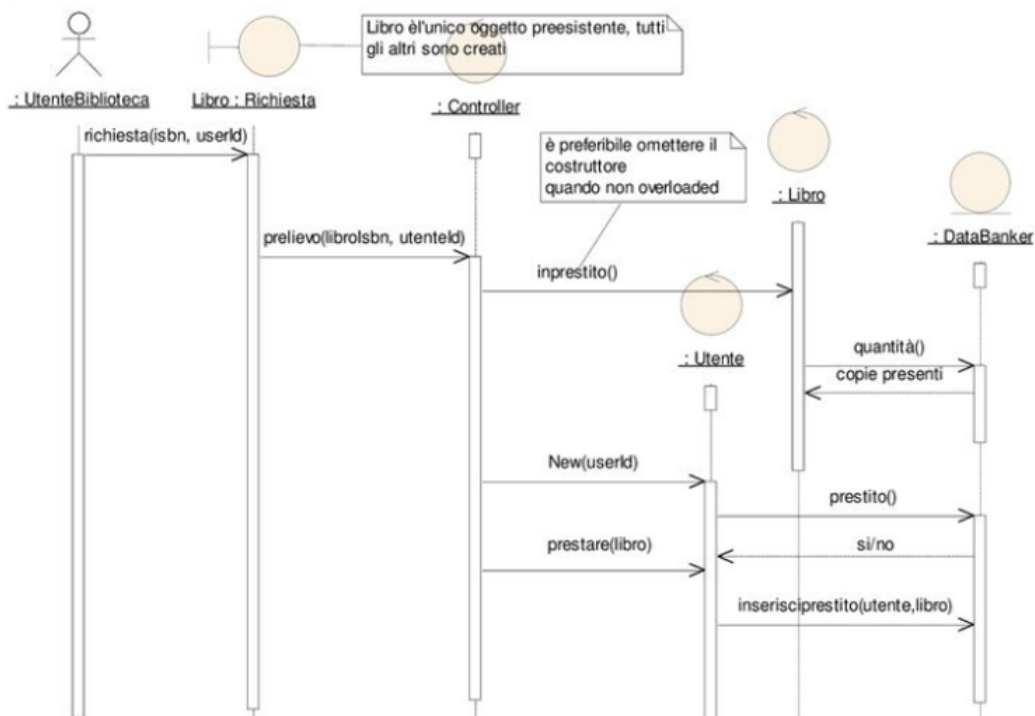 Libro èl'unico oggetto preesistente, tutti
gli altri sono creati
: UtenteBiblioteca
Libro : Richiesta
: Controller
richiesta(isbn, userId)
è preferibile omettere il
costruttore
quando non overloaded
: Libro
: DataBanker
prelievo(libroIsbn, utenteId)
inprestito()
: Utente
quantità()
copie presenti
New(userId)
prestito()
prestare(libro)
si/no
inserisciprestito(utente,libro)